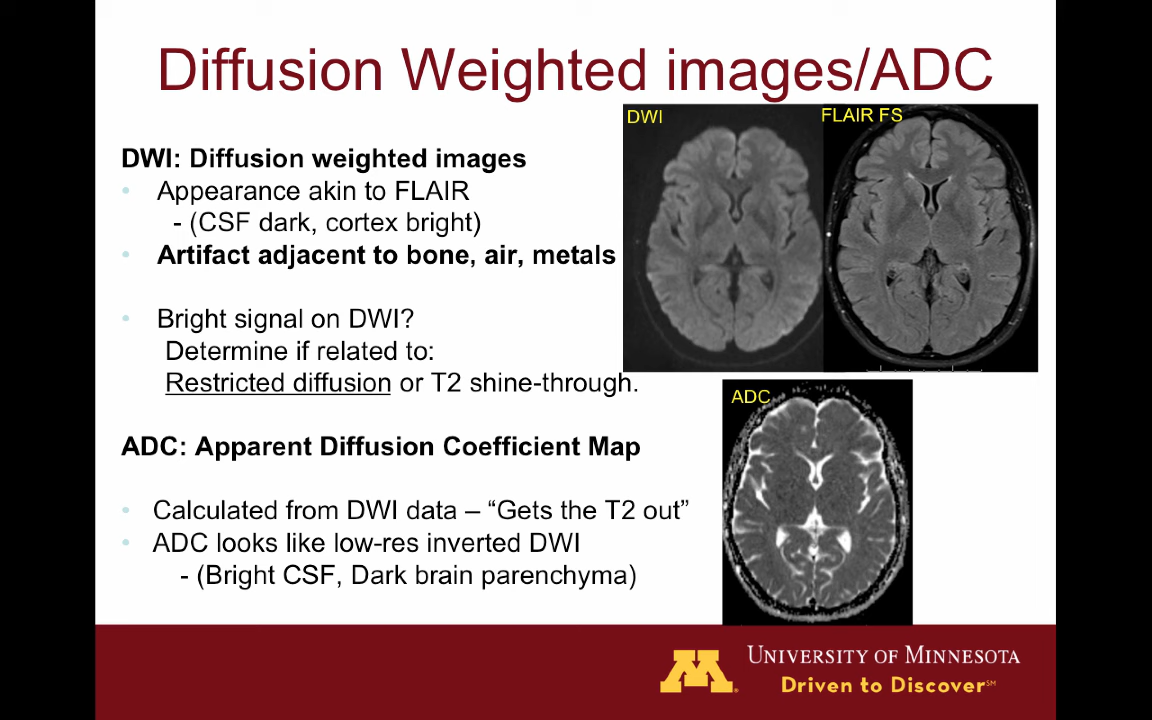 Diffusion Weighted images/ADC
DWI
FLAIR FS
DWI: Diffusion weighted images
• Appearance akin to FLAIR
- (CSF dark, cortex bright)
• Artifact adjacent to bone, air, metals
• Bright signal on DWI?
Determine if related to:
Restricted diffusion or T2 shine-through.
ADC
ADC: Apparent Diffusion Coefficient Map
• Calculated from DWI data – “Gets the T2 out”
• ADC looks like low-res inverted DWI
- (Bright CSF, Dark brain parenchyma)
M
UNIVERSITY OF MINNESOTA
Driven to Discover℠